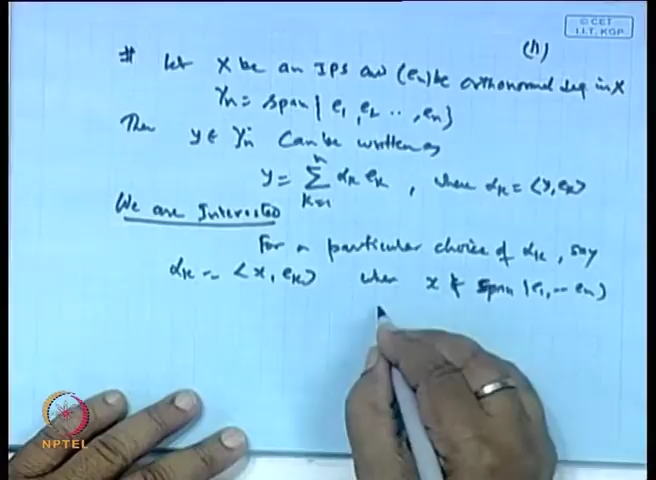 © CET
I.I.T. KGP
(11)
# Let X be an IPS and (en) be orthonormal seq in X
Yn = span { e1, e2 .. , en }
Then y ∈ Yn can be written as
y = Σ_{k=1}^{n} αk ek , where αk = <y, ek>
We are Interested
For a particular choice of αk, say
αk = <x, ek> when x ∉ span {e1, -- en}
NPTEL